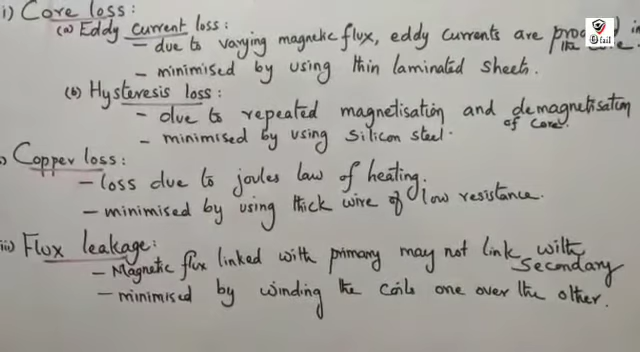 i) Core loss:
(a) Eddy current loss:
– due to varying magnetic flux, eddy currents are in
the
– minimised by using thin laminated sheets.
(b) Hysteresis loss:
– due to repeated magnetisation and demagnetisation
of core.
– minimised by using silicon steel.
) Copper loss:
– loss due to joules law of heating.
– minimised by using thick wire of low resistance.
iii) Flux leakage:
– Magnetic flux linked with primary may not link with
secondary
– minimised by winding the coils one over the other.